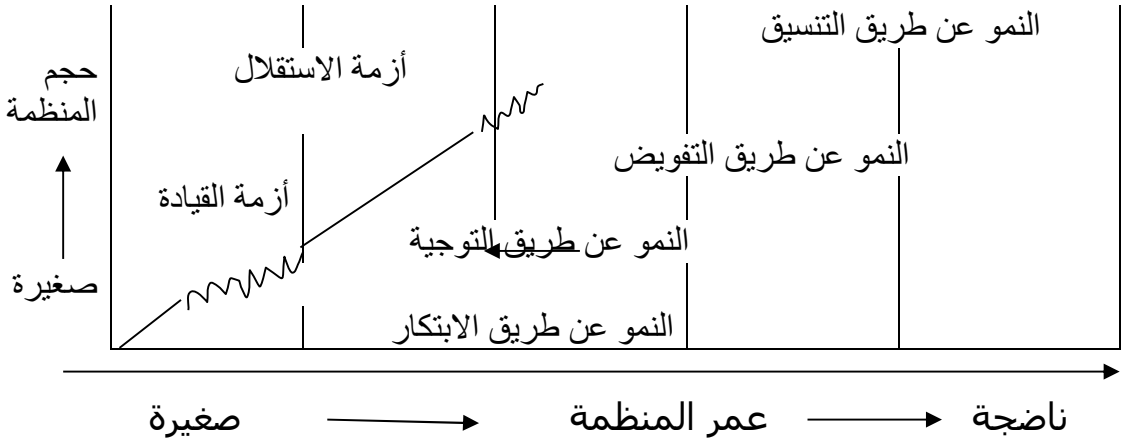 النمو عن طريق التنسيق
أزمة الاستقلال
حجم
المنظمة
النمو عن طريق التفويض
أزمة القيادة
النمو عن طريق التوجية
صغيرة
النمو عن طريق الابتكار
صغيرة
عمر المنظمة
ناضجة